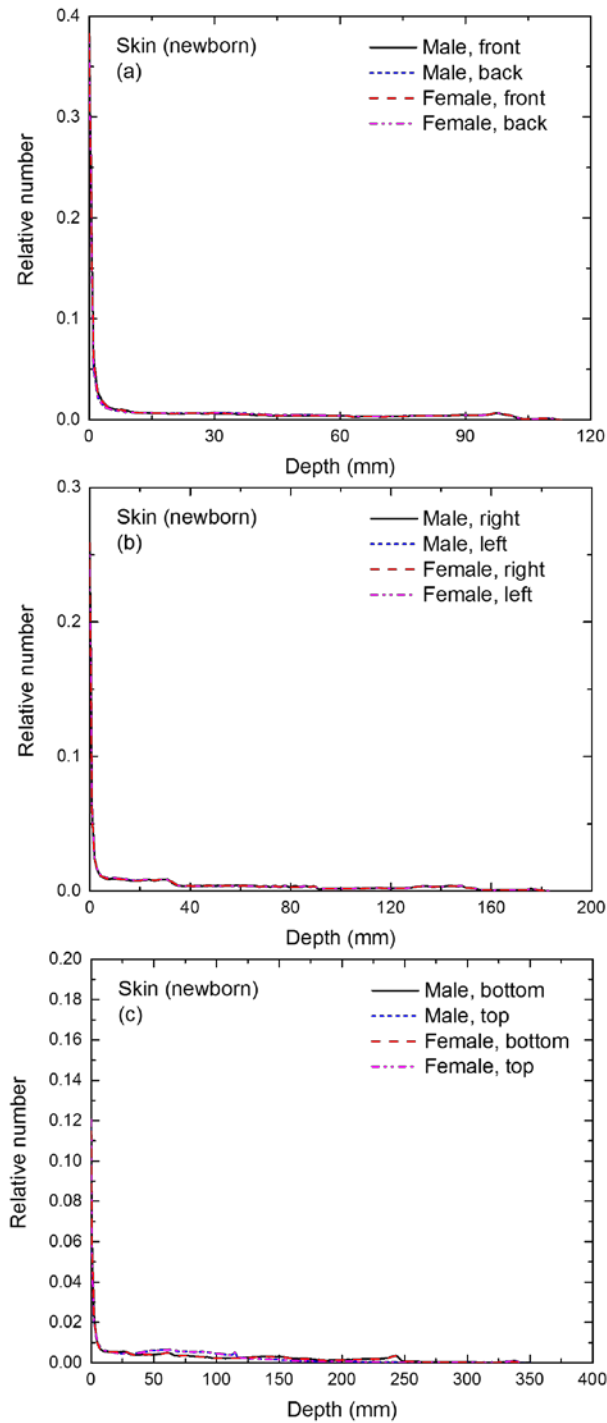 0.4
Skin (newborn)
(a)
Male, front
Male, back
Female, front
Female, back
0.3
0.2
0.1
0.0
Relative number
0 30 60 90 120
Depth (mm)
0.3
Skin (newborn)
(b)
Male, right
Male, left
Female, right
Female, left
0.2
0.1
0.0
Relative number
0 40 80 120 160 200
Depth (mm)
0.20
Skin (newborn)
(c)
Male, bottom
Male, top
Female, bottom
Female, top
0.18
0.16
0.14
0.12
0.10
0.08
0.06
0.04
0.02
0.00
Relative number
0 50 100 150 200 250 300 350 400
Depth (mm)